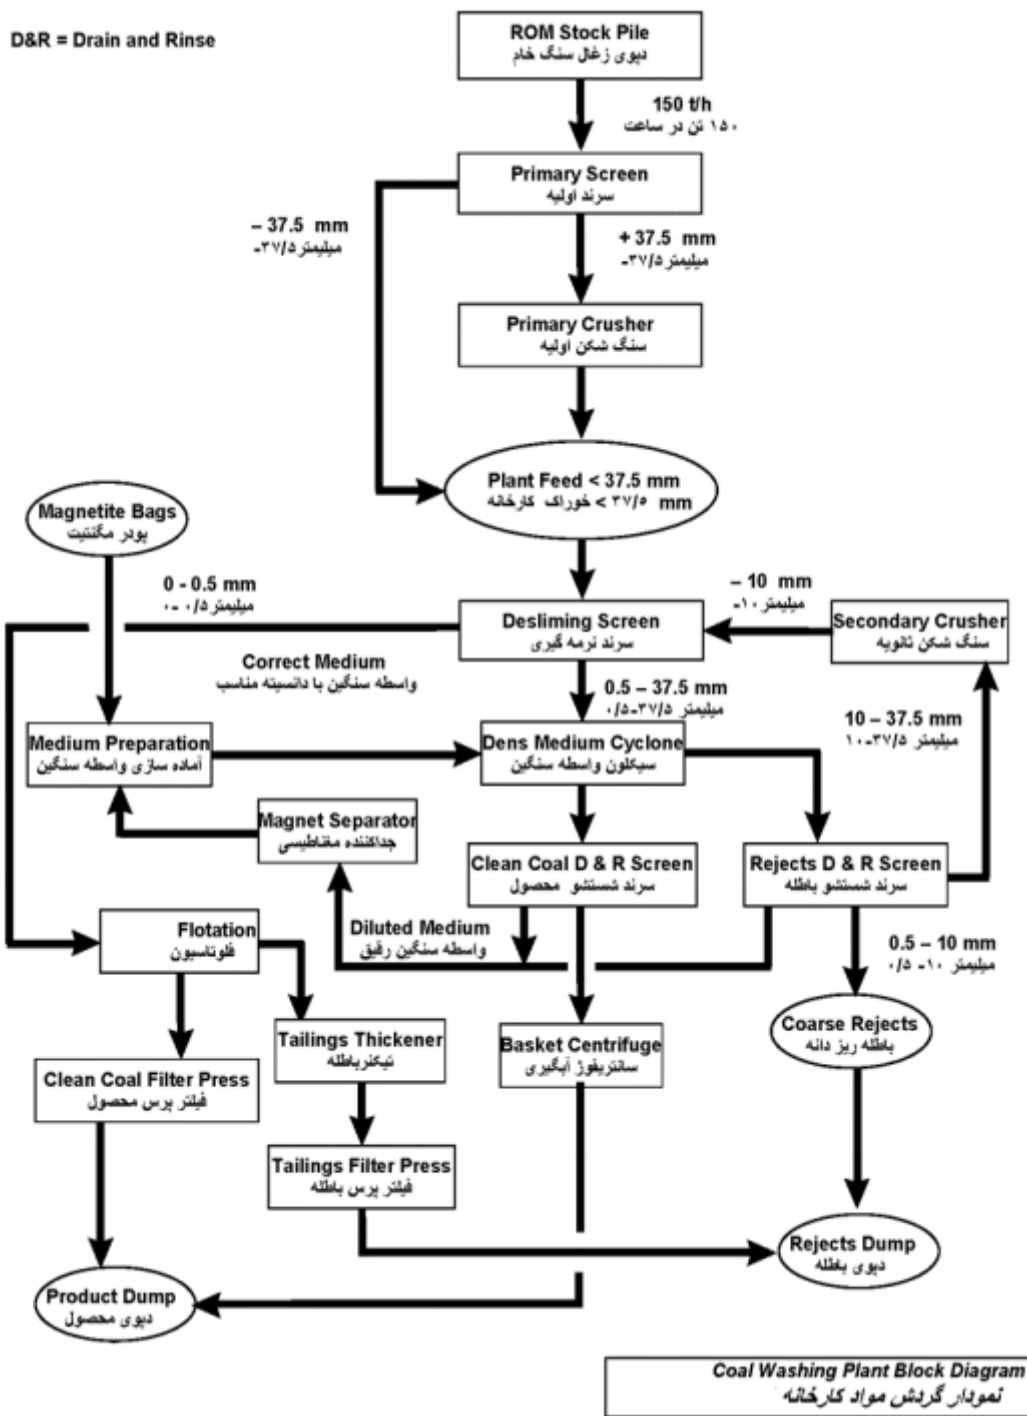 D&R = Drain and Rinse
ROM Stock Pile
دپوی زغال سنگ خام
150 t/h
۱۵۰ تن در ساعت
Primary Screen
سرند اولیه
– 37.5 mm
میلیمتر ۳۷/۵-
+ 37.5 mm
میلیمتر ۳۷/۵-
Primary Crusher
سنگ شکن اولیه
Plant Feed < 37.5 mm
خوراک کارخانه < ۳۷/۵ mm
Magnetite Bags
پودر مگنتیت
0 - 0.5 mm
میلیمتر ۰/۵ -۰
– 10 mm
میلیمتر ۱۰-
Desliming Screen
سرند نرمه گیری
Secondary Crusher
سنگ شکن ثانویه
Correct Medium
واسطه سنگین با دانسیته مناسب
0.5 – 37.5 mm
میلیمتر ۳۷/۵-۰/۵
10 – 37.5 mm
میلیمتر ۳۷/۵-۱۰
Medium Preparation
آماده سازی واسطه سنگین
Dens Medium Cyclone
سیکلون واسطه سنگین
Magnet Separator
جداکننده مغناطیسی
Clean Coal D & R Screen
سرند شستشو محصول
Rejects D & R Screen
سرند شستشو باطله
Flotation
فلوتاسیون
Diluted Medium
واسطه سنگین رقیق
0.5 – 10 mm
میلیمتر ۱۰- ۰/۵
Tailings Thickener
تیکنرباطله
Basket Centrifuge
سانتریفوژ آبگیری
Coarse Rejects
باطله ریز دانه
Clean Coal Filter Press
فیلتر پرس محصول
Tailings Filter Press
فیلتر پرس باطله
Rejects Dump
دپوی باطله
Product Dump
دپوی محصول
Coal Washing Plant Block Diagram
نمودار گردش مواد کارخانه